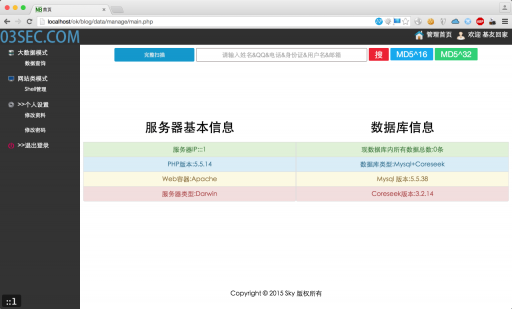 首页
localhost/ok/blog/data/manage/main.php
03SEC.COM
管理首页 欢迎 基友回家
大数据模式
数据查询
网站类模式
Shell管理
>>个人设置
修改资料
修改密码
>>退出登录
完整扫描
请输入姓名&QQ&电话&身份证&用户名&邮箱
搜
MD5^16
MD5^32
服务器基本信息
数据库信息
服务器IP:::1
现数据库内所有数据总数:0条
PHP版本:5.5.14
数据库类型:Mysql+Coreseek
Web容器:Apache
Mysql 版本:5.5.38
服务器类型:Darwin
Coreseek版本:3.2.14
Copyright © 2015 Sky 版权所有
::1